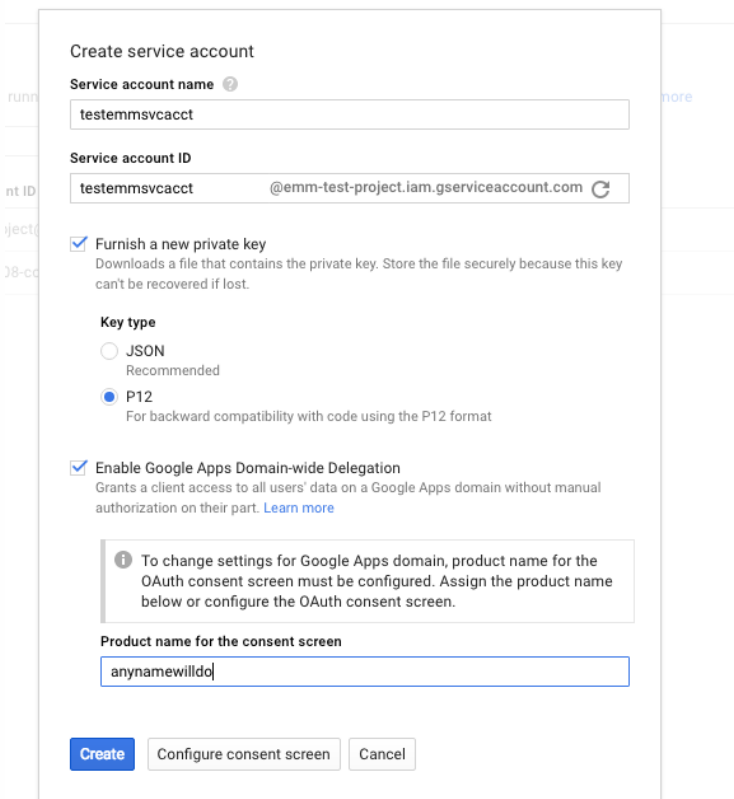 Create service account
Service account name
testemmsvcacct
runn
more
Service account ID
testemmsvcacct @emm-test-project.iam.gserviceaccount.com
nt ID
Furnish a new private key
Downloads a file that contains the private key. Store the file securely because this key
can't be recovered if lost.
Key type
JSON
Recommended
P12
For backward compatibility with code using the P12 format
Enable Google Apps Domain-wide Delegation
Grants a client access to all users' data on a Google Apps domain without manual
authorization on their part. Learn more
To change settings for Google Apps domain, product name for the
OAuth consent screen must be configured. Assign the product name
below or configure the OAuth consent screen.
Product name for the consent screen
anynamewilldo
Create Configure consent screen Cancel